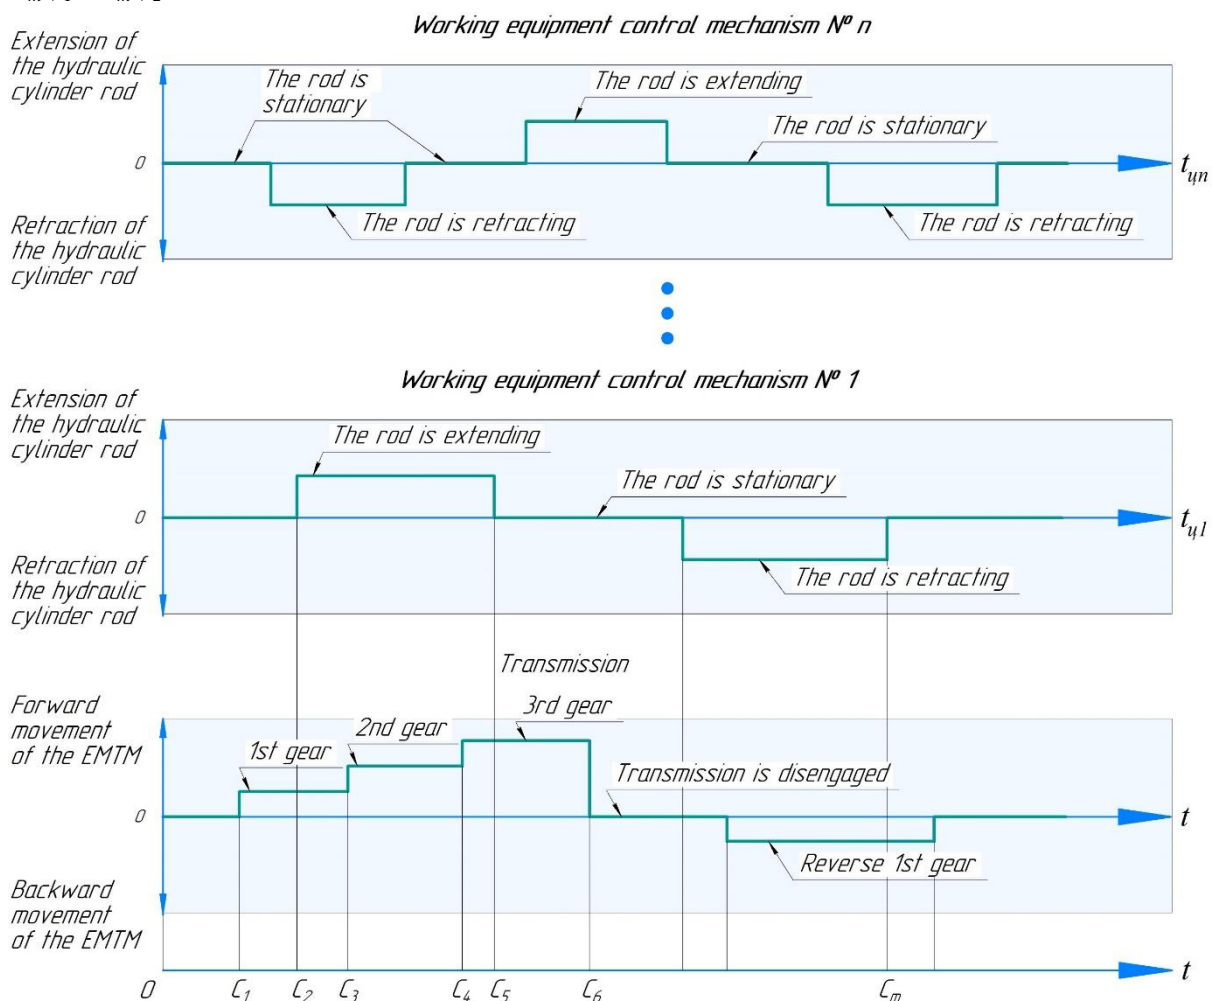 Working equipment control mechanism Nº n
Extension of
the hydraulic
cylinder rod
The rod is
stationary
The rod is extending
The rod is stationary
0
t_{цn}
The rod is retracting
The rod is retracting
Retraction of
the hydraulic
cylinder rod
Working equipment control mechanism Nº 1
Extension of
the hydraulic
cylinder rod
The rod is extending
The rod is stationary
0
t_{ц1}
The rod is retracting
Retraction of
the hydraulic
cylinder rod
Transmission
Forward
movement
of the EMTM
1st gear
2nd gear
3rd gear
Transmission is disengaged
0
t
Reverse 1st gear
Backward
movement
of the EMTM
t
0 C₁ C₂ C₃ C₄ C₅ C₆ Cₘ